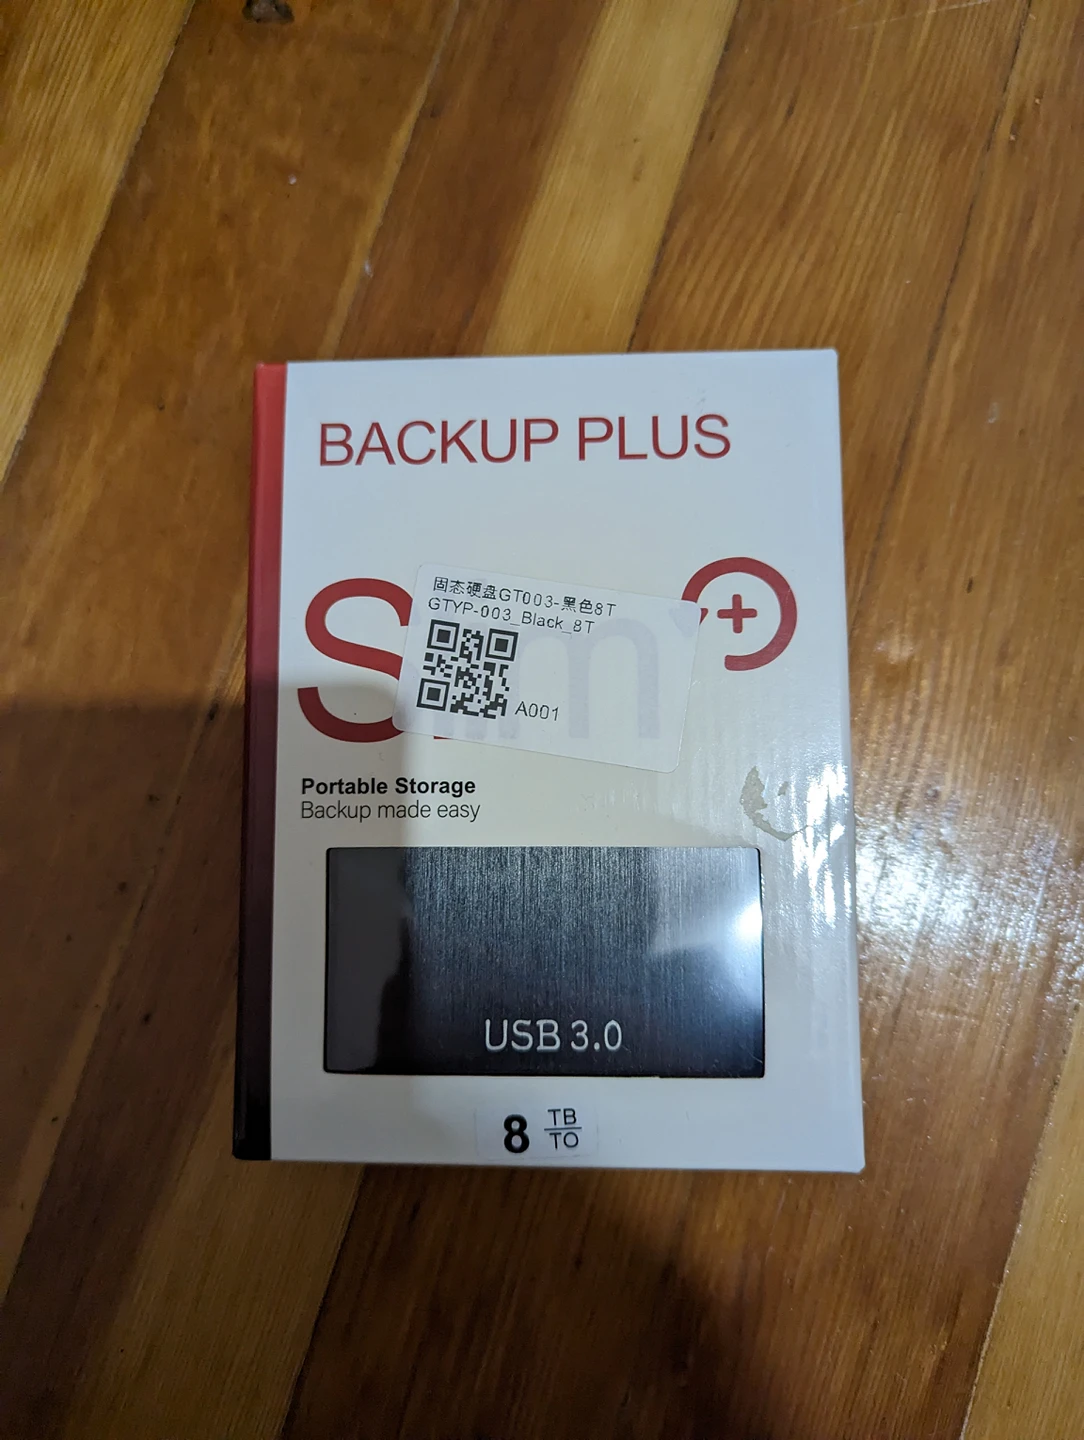 BACKUP PLUS
Slim
固态硬盘GT003-黑色8T
GTYP-003_Black_8T
A001
+
Portable Storage
Backup made easy
USB 3.0
8 TB
TO